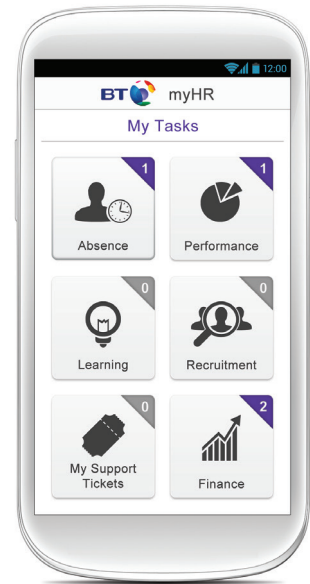 12:00
BT myHR
My Tasks
1
1
Absence
Performance
0
0
Learning
Recruitment
0
2
My Support
Tickets
Finance